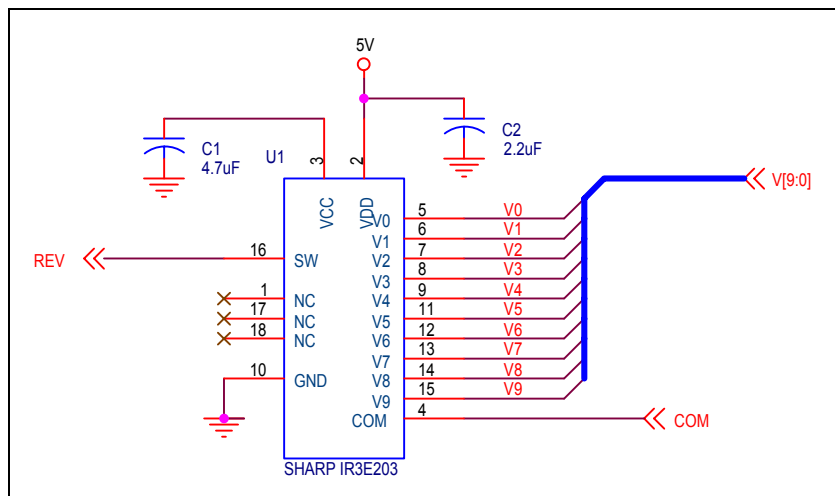 5V
C1
4.7uF
C2
2.2uF
U1
3
2
VCC
VDD
V[9:0]
REV
16
SW
1
NC
17
NC
18
NC
10
GND
V0
5
V0
V1
6
V1
V2
7
V2
V3
8
V3
V4
9
V4
V5
11
V5
V6
12
V6
V7
13
V7
V8
14
V8
V9
15
V9
COM
4
COM
SHARP IR3E203